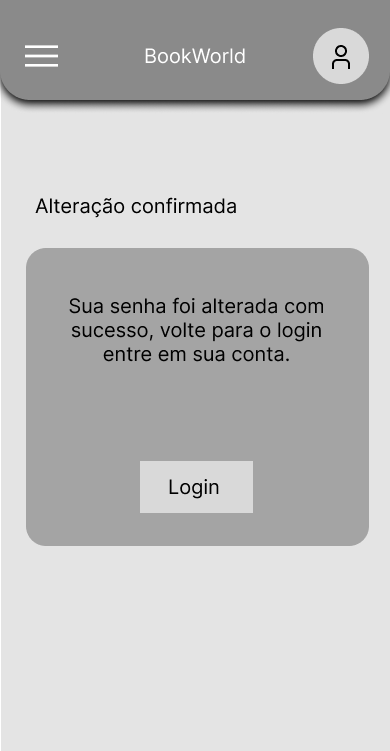 BookWorld
Alteração confirmada
Sua senha foi alterada com
sucesso, volte para o login
entre em sua conta.
Login